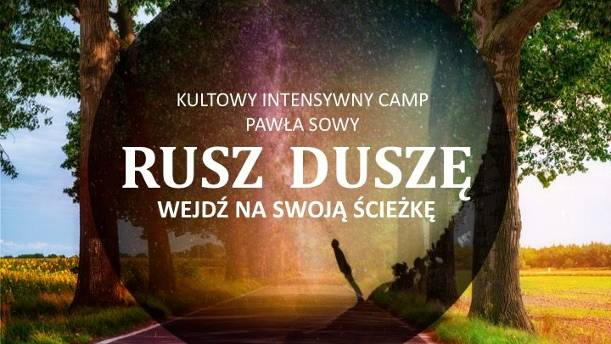 KULTOWY INTENSYWNY CAMP
PAWŁA SOWY
RUSZ DUSZĘ
WEJDŹ NA SWOJĄ ŚCIEŻKĘ